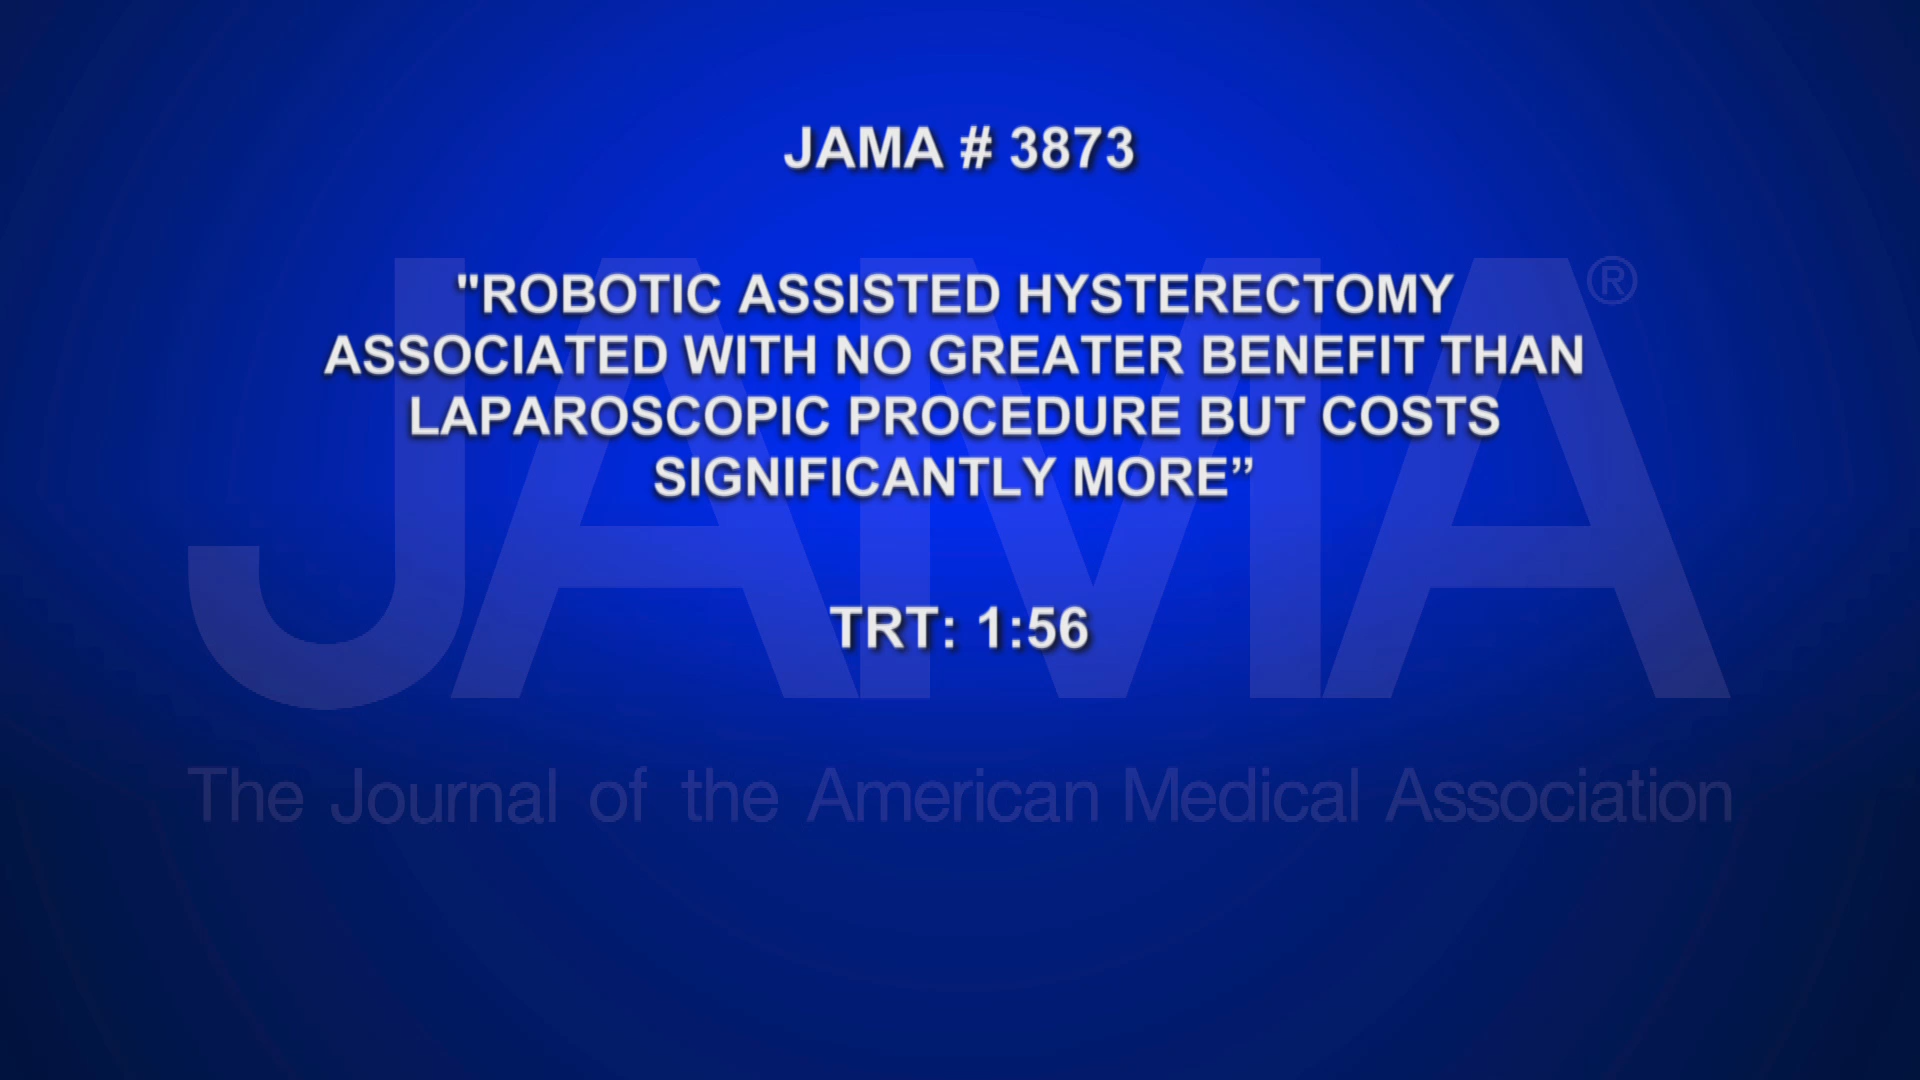 JAMA # 3873
"ROBOTIC ASSISTED HYSTERECTOMY
ASSOCIATED WITH NO GREATER BENEFIT THAN
LAPAROSCOPIC PROCEDURE BUT COSTS
SIGNIFICANTLY MORE”
TRT: 1:56
JAMA®
The Journal of the American Medical Association